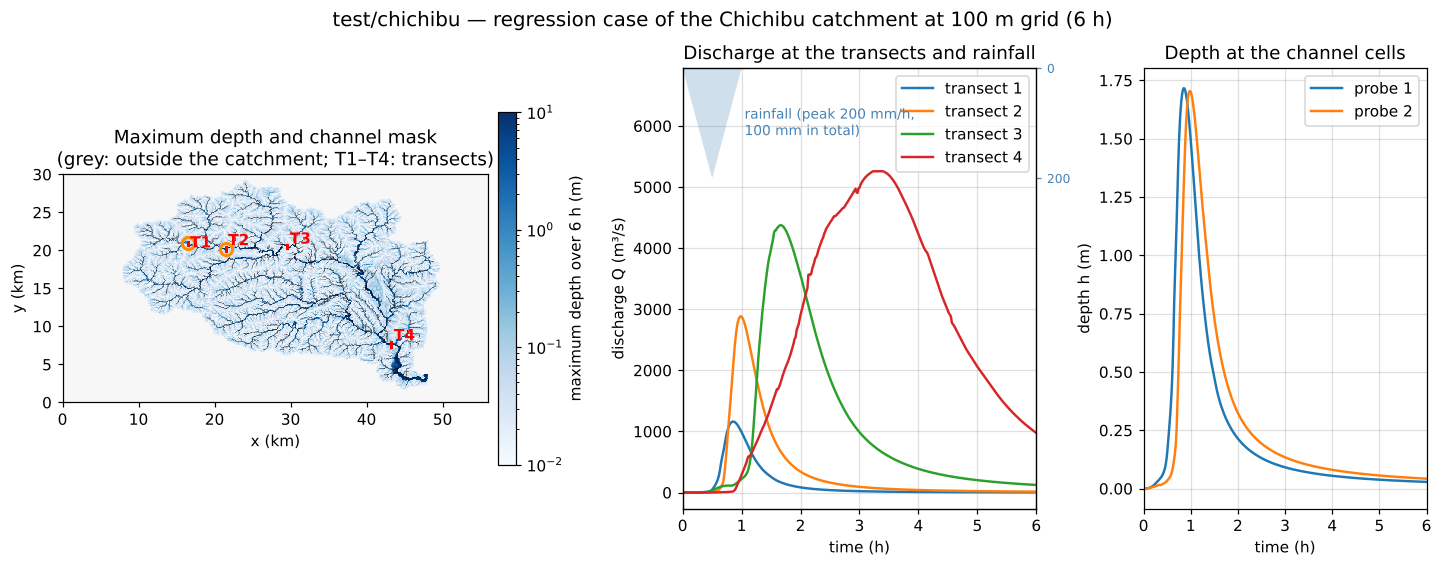 test/chichibu — regression case of the Chichibu catchment at 100 m grid (6 h)
Maximum depth and channel mask
(grey: outside the catchment; T1–T4: transects)
30
25
20
15
10
5
0
y (km)
0 10 20 30 40 50
x (km)
T1
T2
T3
T4
10¹
10⁰
10⁻¹
10⁻²
maximum depth over 6 h (m)
Discharge at the transects and rainfall
6000
5000
4000
3000
2000
1000
0
discharge Q (m³/s)
0 1 2 3 4 5 6
time (h)
0
200
rainfall (peak 200 mm/h,
100 mm in total)
transect 1
transect 2
transect 3
transect 4
Depth at the channel cells
1.75
1.50
1.25
1.00
0.75
0.50
0.25
0.00
depth h (m)
0 1 2 3 4 5 6
time (h)
probe 1
probe 2